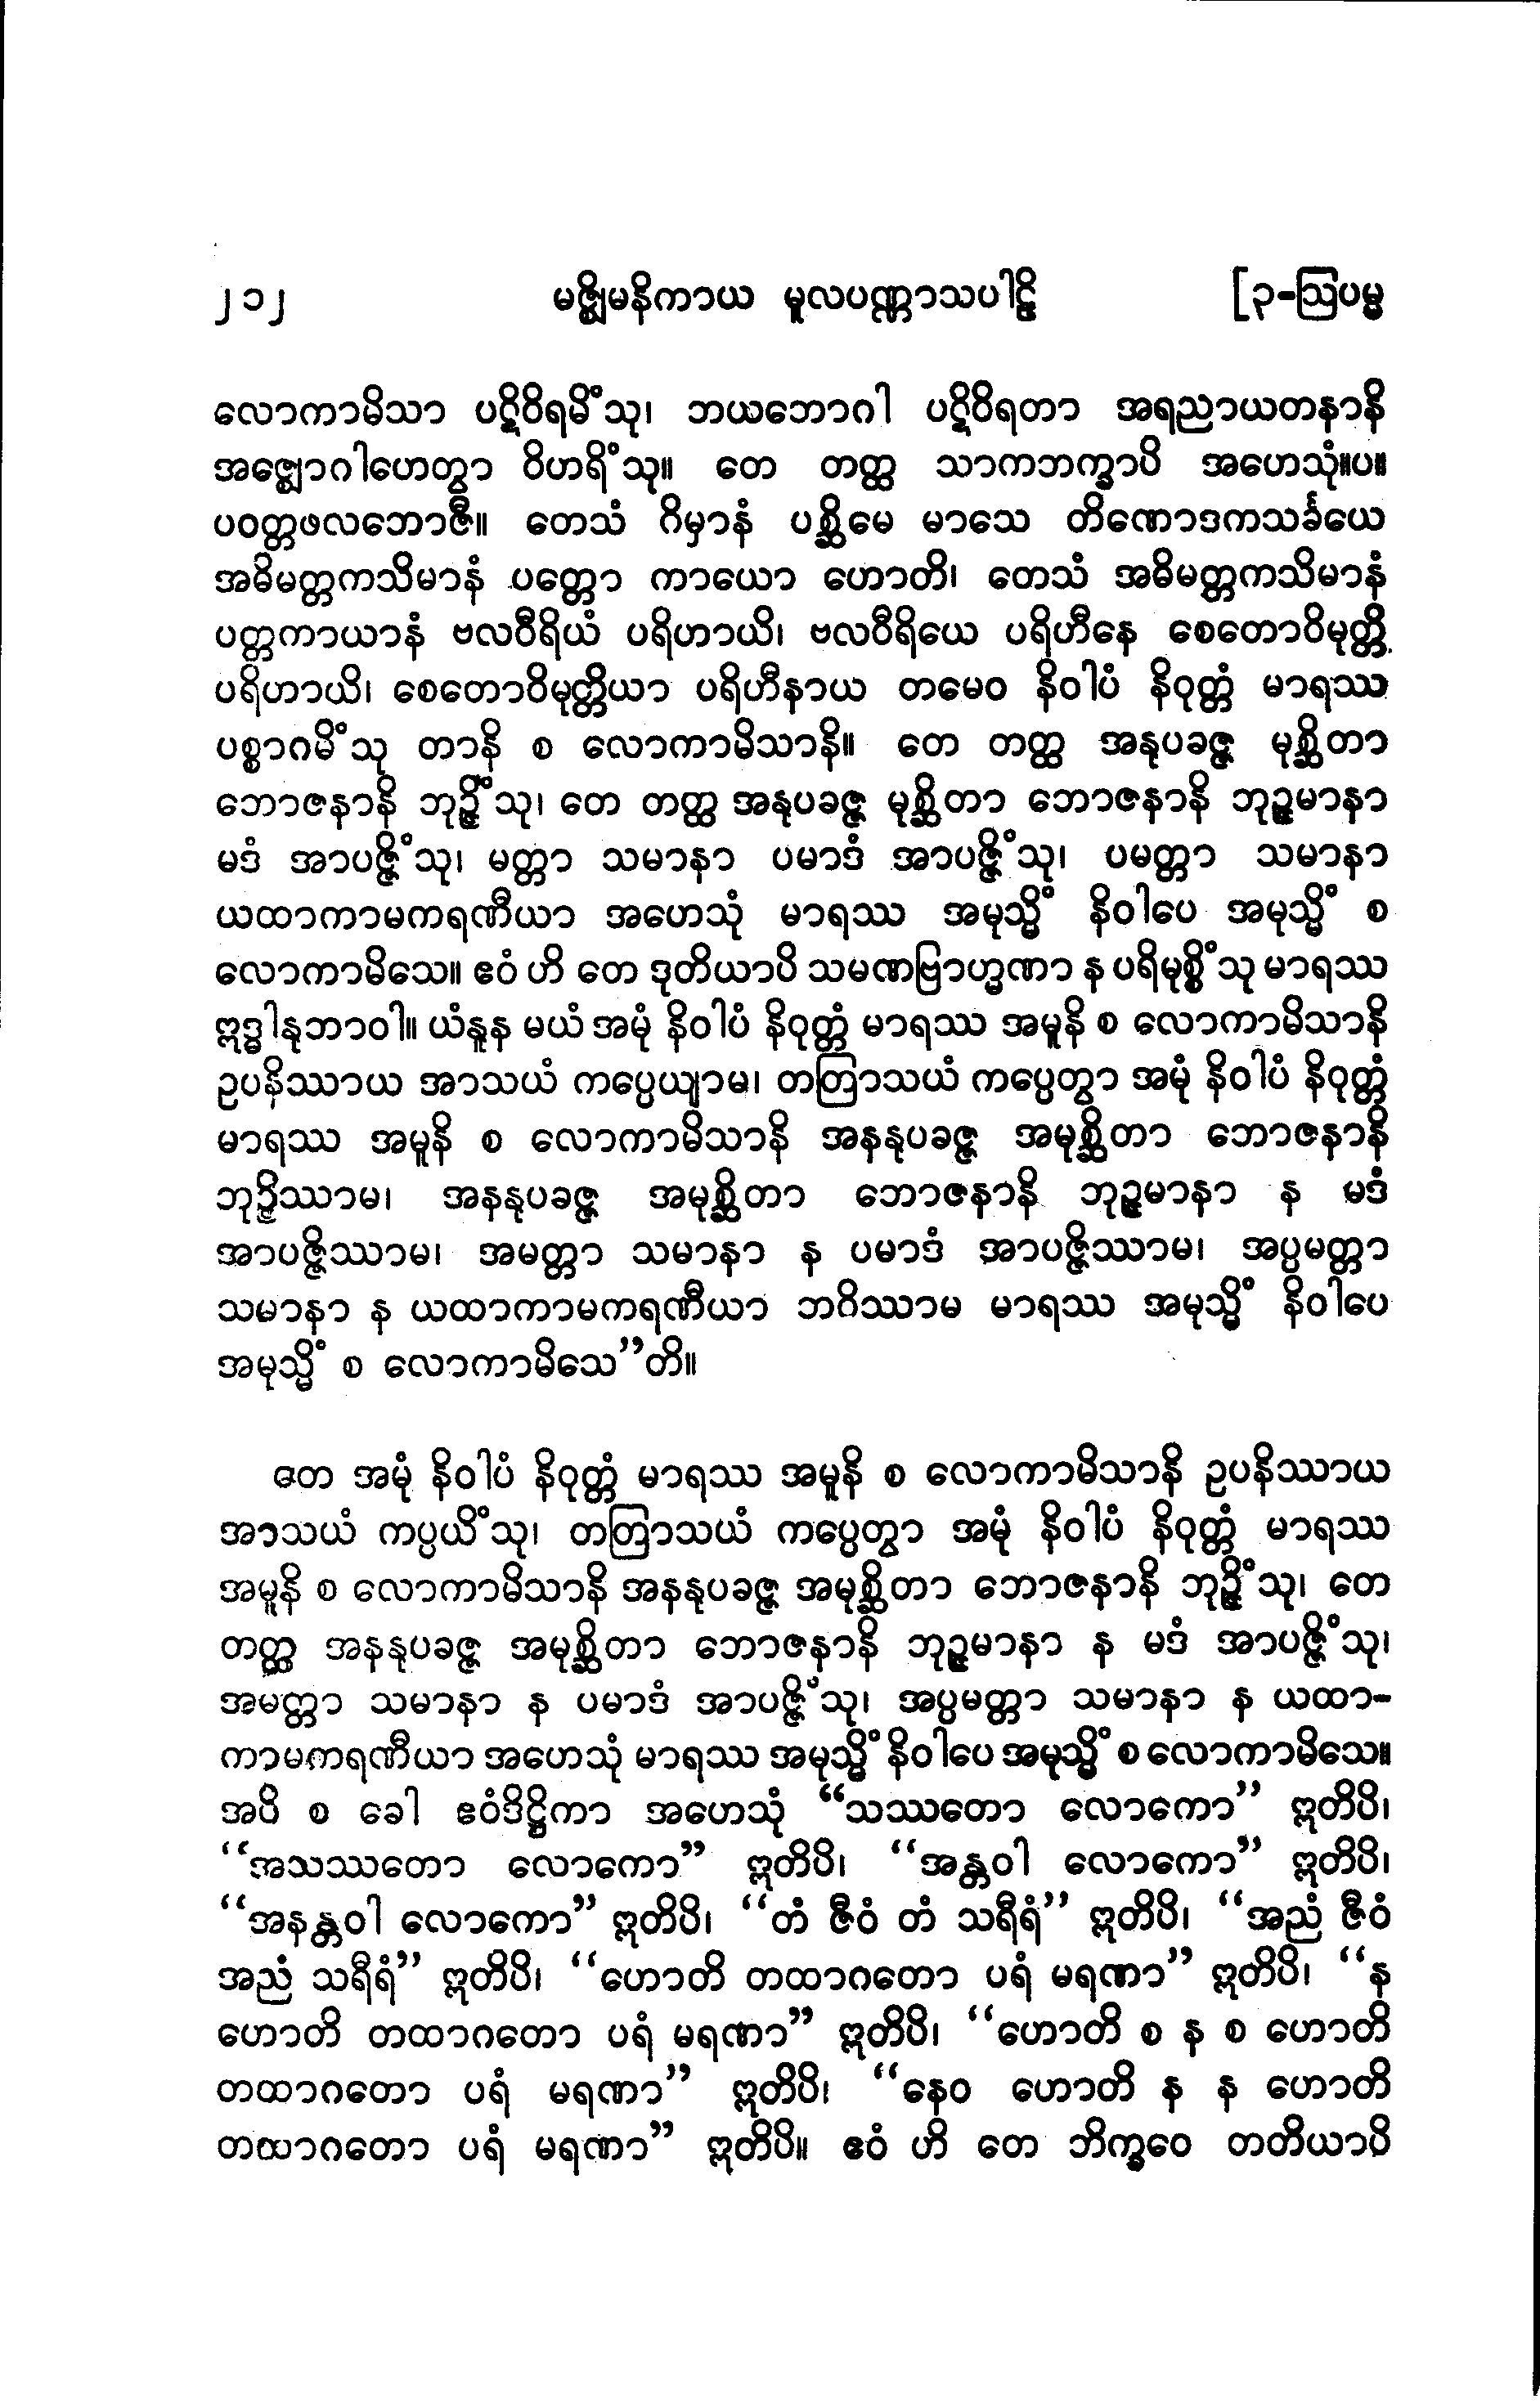 ၂၁၂ မဇ္ဈိမနိကာယ မူလပဏ္ဏာသပါဠိ [၃-ဩပမ္မ
လောကာမိသာ ပဋိဝိရမိံသု၊ ဘယဘောဂါ ပဋိဝိရတာ အရညာယတနာနိ
အဇ္ဈောဂါဟေတွာ ဝိဟရိံသု။ တေ တတ္ထ သာကဘက္ခာပိ အဟေသုံ။ပ။
ပဝတ္တဖလဘောဇီ။ တေသံ ဂိမှာနံ ပစ္ဆိမေ မာသေ တိဏောဒကသင်္ခယေ
အဓိမတ္တကသိမာနံ ပတ္တော ကာယော ဟောတိ၊ တေသံ အဓိမတ္တကသိမာနံ
ပတ္တကာယာနံ ဗလဝီရိယံ ပရိဟာယိ၊ ဗလဝီရိယေ ပရိဟီနေ စေတောဝိမုတ္တိ
ပရိဟာယိ၊ စေတောဝိမုတ္တိယာ ပရိဟီနာယ တမေဝ နိဝါပံ နိဝုတ္တံ မာရဿ
ပစ္စာဂမိံသု တာနိ စ လောကာမိသာနိ။ တေ တတ္ထ အနုပခဇ္ဇ မုစ္ဆိတာ
ဘောဇနာနိ ဘုဉ္ဇိံသု၊ တေ တတ္ထ အနုပခဇ္ဇ မုစ္ဆိတာ ဘောဇနာနိ ဘုဉ္ဇမာနာ
မဒံ အာပဇ္ဇိံသု၊ မတ္တာ သမာနာ ပမာဒံ အာပဇ္ဇိံသု၊ ပမတ္တာ သမာနာ
ယထာကာမကရဏီယာ အဟေသုံ မာရဿ အမုသ္မိံ နိဝါပေ အမုသ္မိံ စ
လောကာမိသေ။ ဧဝံ ဟိ တေ ဒုတိယာပိ သမဏဗြာဟ္မဏာ န ပရိမုစ္စိံသု မာရဿ
ဣဒ္ဓါနုဘာဝါ။ ယံနူန မယံ အမုံ နိဝါပံ နိဝုတ္တံ မာရဿ အမူနိ စ လောကာမိသာနိ
ဥပနိဿာယ အာသယံ ကပ္ပေယျာမ၊ တတြာသယံ ကပ္ပေတွာ အမုံ နိဝါပံ နိဝုတ္တံ
မာရဿ အမူနိ စ လောကာမိသာနိ အနနုပခဇ္ဇ အမုစ္ဆိတာ ဘောဇနာနိ
ဘုဉ္ဇိဿာမ၊ အနနုပခဇ္ဇ အမုစ္ဆိတာ ဘောဇနာနိ ဘုဉ္ဇမာနာ န မဒံ
အာပဇ္ဇိဿာမ၊ အမတ္တာ သမာနာ န ပမာဒံ အာပဇ္ဇိဿာမ၊ အပ္ပမတ္တာ
သမာနာ န ယထာကာမကရဏီယာ ဘဂိဿာမ မာရဿ အမုသ္မိံ နိဝါပေ
အမုသ္မိံ စ လောကာမိသေ”တိ။
တေ အမုံ နိဝါပံ နိဝုတ္တံ မာရဿ အမူနိ စ လောကာမိသာနိ ဥပနိဿာယ
အာသယံ ကပ္ပယိံသု၊ တတြာသယံ ကပ္ပေတွာ အမုံ နိဝါပံ နိဝုတ္တံ မာရဿ
အမူနိ စ လောကာမိသာနိ အနနုပခဇ္ဇ အမုစ္ဆိတာ ဘောဇနာနိ ဘုဉ္ဇိံသု၊ တေ
တတ္ထ အနနုပခဇ္ဇ အမုစ္ဆိတာ ဘောဇနာနိ ဘုဉ္ဇမာနာ န မဒံ အာပဇ္ဇိံသု၊
အမတ္တာ သမာနာ န ပမာဒံ အာပဇ္ဇိံသု၊ အပ္ပမတ္တာ သမာနာ န ယထာ-
ကာမကရဏီယာ အဟေသုံ မာရဿ အမုသ္မိံ နိဝါပေ အမုသ္မိံ စ လောကာမိသေ။
အပိ စ ခေါ ဧဝံဒိဋ္ဌိကာ အဟေသုံ “သဿတော လောကော” ဣတိပိ၊
“အသဿတော လောကော” ဣတိပိ၊ “အန္တဝါ လောကော” ဣတိပိ၊
“အနန္တဝါ လောကော” ဣတိပိ၊ “တံ ဇီဝံ တံ သရီရံ” ဣတိပိ၊ “အညံ ဇီဝံ
အညံ သရီရံ” ဣတိပိ၊ “ဟောတိ တထာဂတော ပရံ မရဏာ” ဣတိပိ၊ “န
ဟောတိ တထာဂတော ပရံ မရဏာ” ဣတိပိ၊ “ဟောတိ စ န စ ဟောတိ
တထာဂတော ပရံ မရဏာ” ဣတိပိ၊ “နေဝ ဟောတိ န န ဟောတိ
တထာဂတော ပရံ မရဏာ” ဣတိပိ။ ဧဝံ ဟိ တေ ဘိက္ခဝေ တတိယာပိ